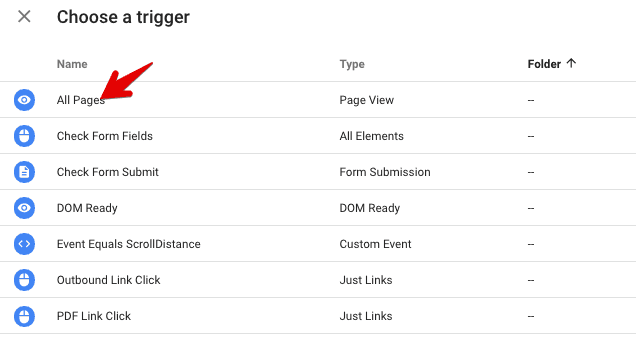 Choose a trigger
Name Type Folder
All Pages Page View --
Check Form Fields All Elements --
Check Form Submit Form Submission --
DOM Ready DOM Ready --
Event Equals ScrollDistance Custom Event --
Outbound Link Click Just Links --
PDF Link Click Just Links --